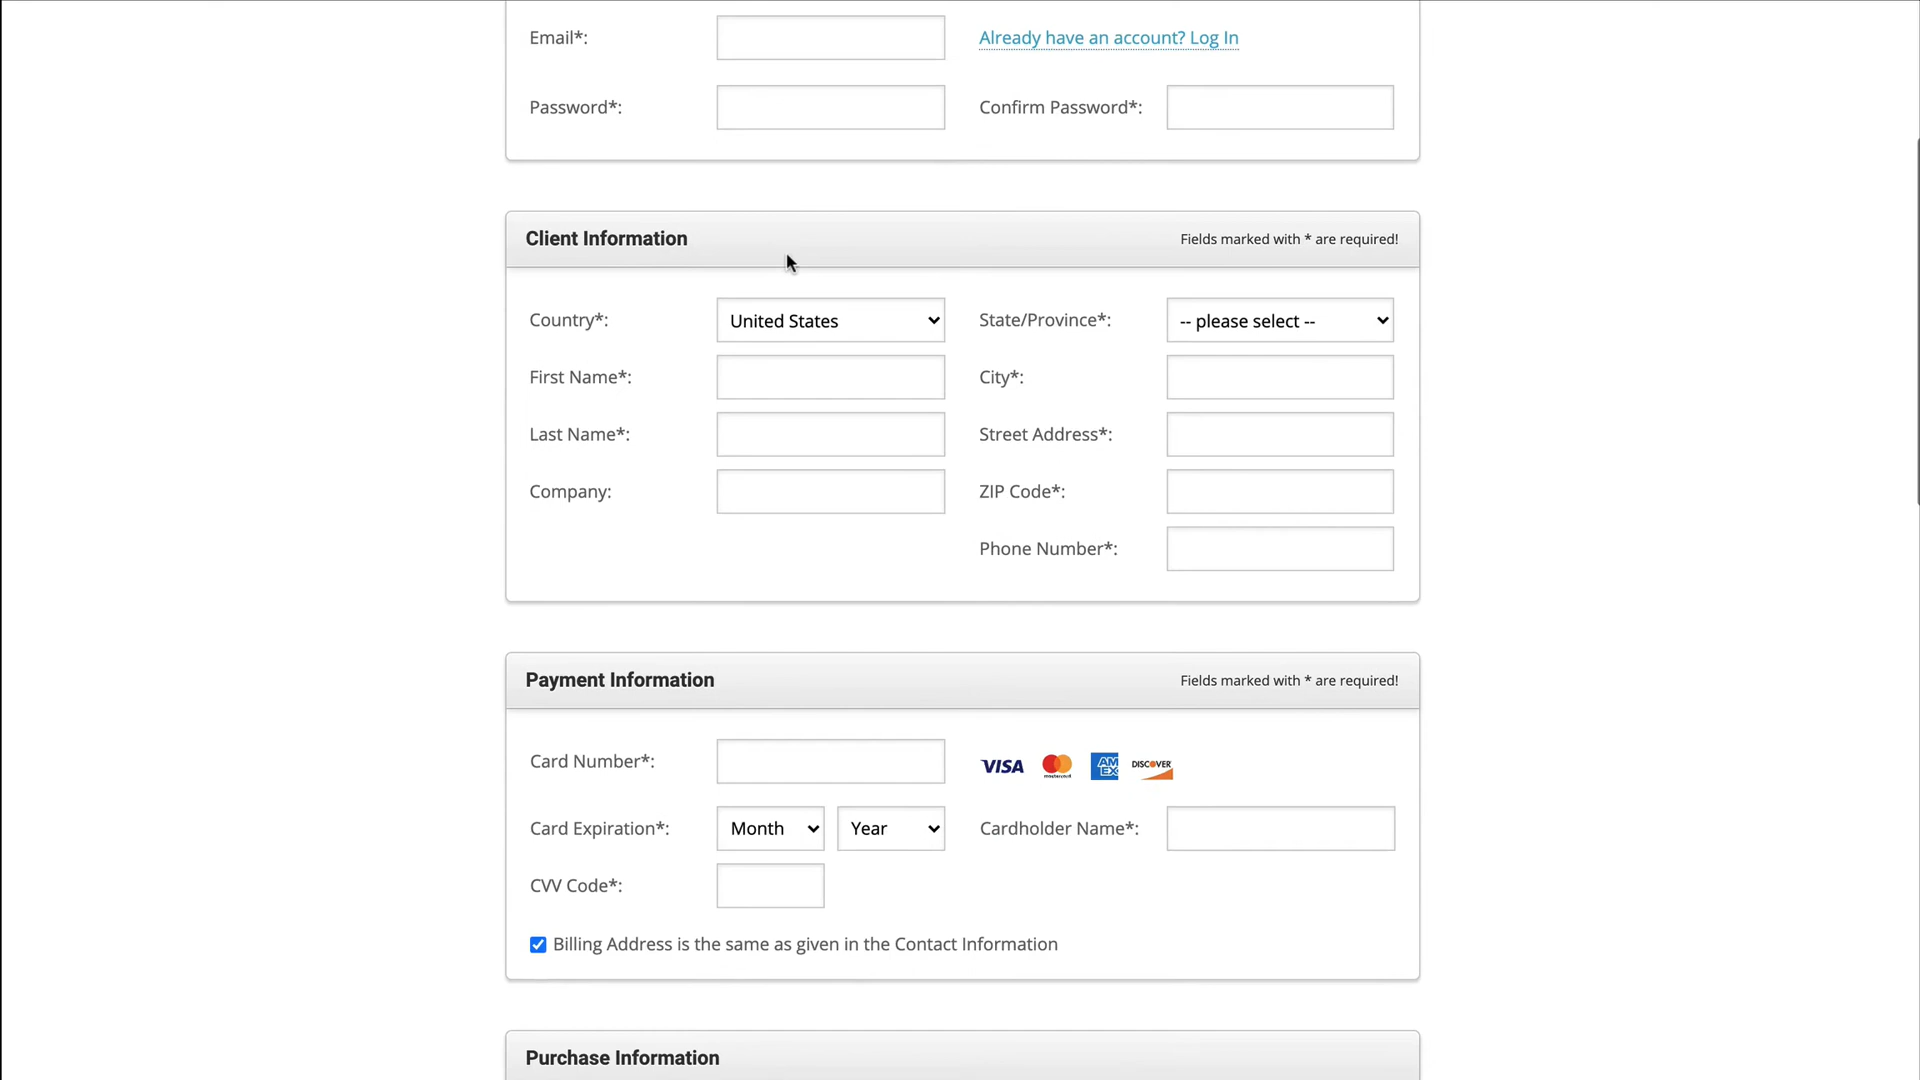 Email*: Already have an account? Log In
Password*: Confirm Password*:
Client Information Fields marked with * are required!
Country*: United States State/Province*: -- please select --
First Name*: City*:
Last Name*: Street Address*:
Company: ZIP Code*:
Phone Number*:
Payment Information Fields marked with * are required!
Card Number*: VISA mastercard AM EX DISCOVER
Card Expiration*: Month Year Cardholder Name*:
CVV Code*:
Billing Address is the same as given in the Contact Information
Purchase Information